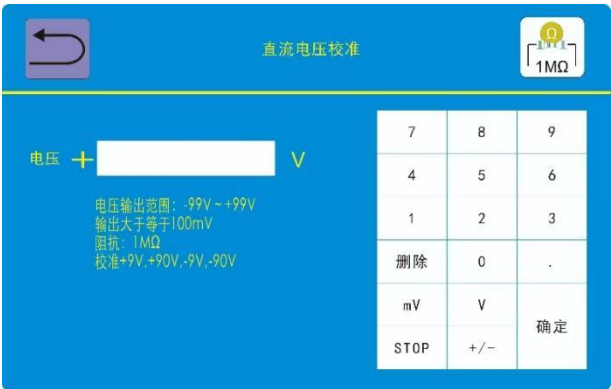 直流电压校准
Ω
1MΩ
电压 + V
电压输出范围：-99V～+99V
输出大于等于100mV
阻抗：1MΩ
校准+9V,+90V,-9V,-90V
7 8 9
4 5 6
1 2 3
删除 0 .
mV V
确定
STOP +/-